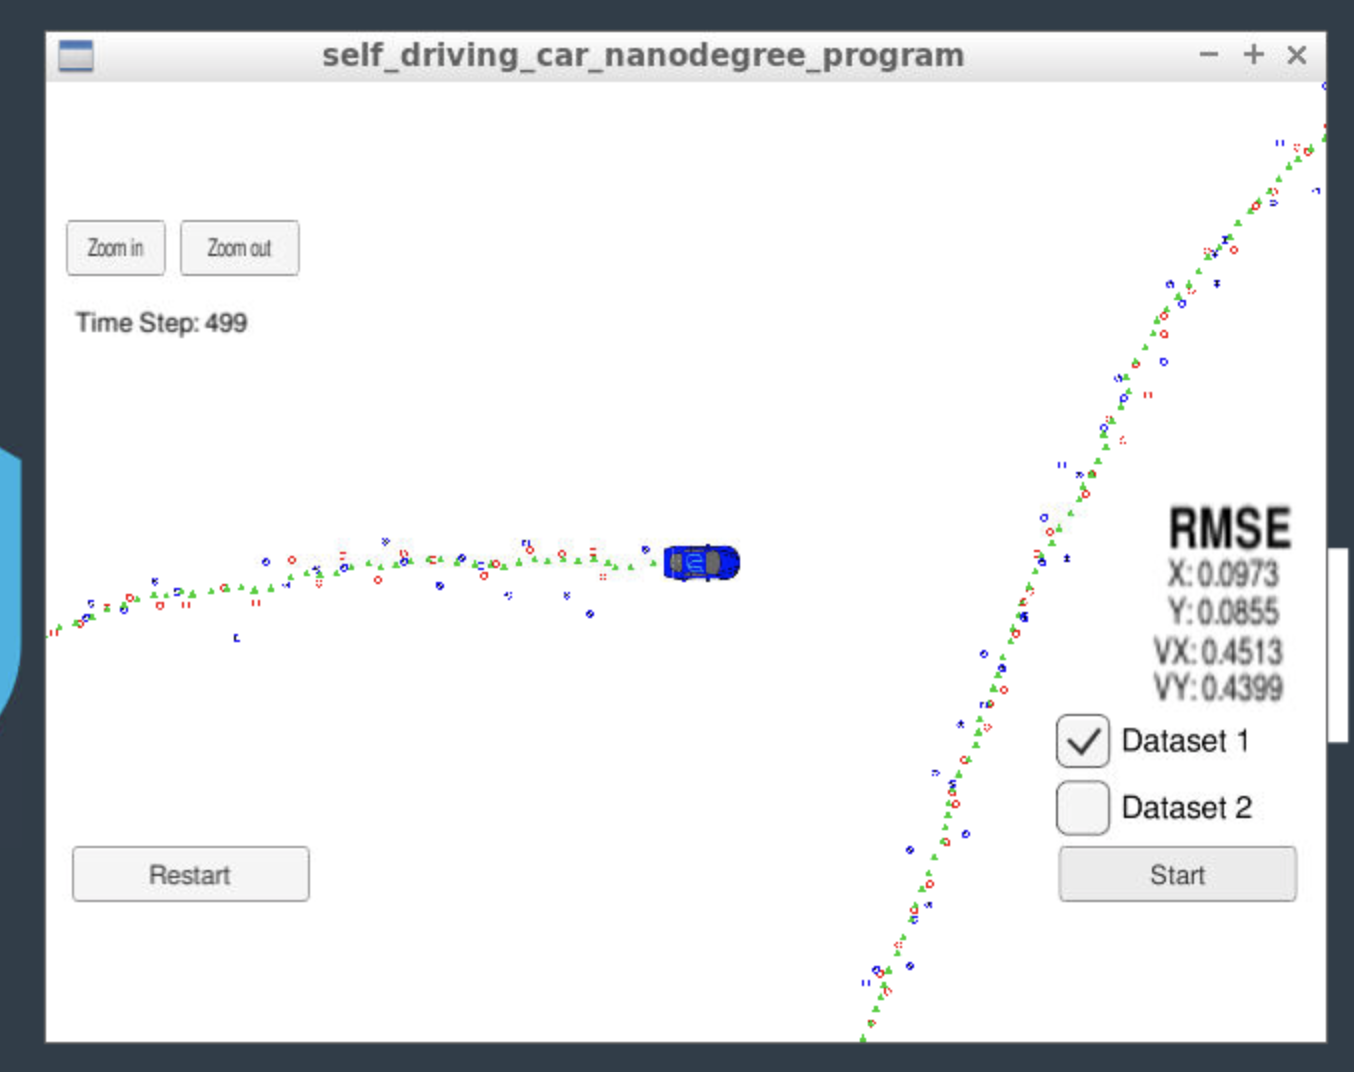 self_driving_car_nanodegree_program
Zoom in
Zoom out
Time Step: 499
RMSE
X: 0.0973
Y: 0.0855
VX: 0.4513
VY: 0.4399
Dataset 1
Dataset 2
Restart
Start